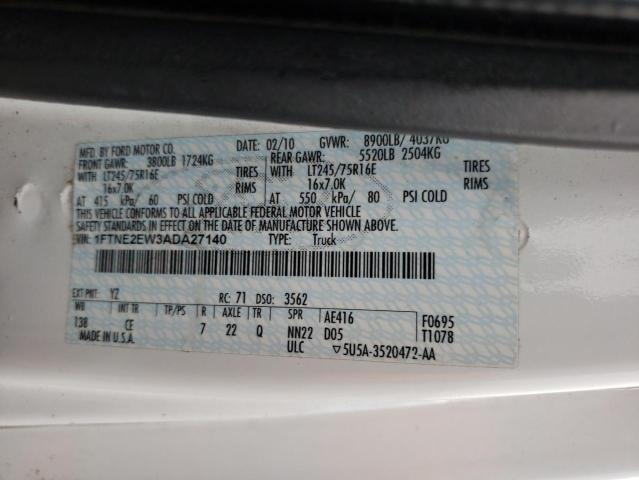 MFD. BY FORD MOTOR CO.
DATE: 02/10 GVWR: 8900LB/ 4037KG
FRONT GAWR: 3800LB 1724KG
REAR GAWR: 5520LB 2504KG
WITH LT245/75R16E TIRES
WITH LT245/75R16E TIRES
16x7.0K RIMS
16x7.0K RIMS
AT 415 kPa/ 60 PSI COLD
AT 550 kPa/ 80 PSI COLD
THIS VEHICLE CONFORMS TO ALL APPLICABLE FEDERAL MOTOR VEHICLE
SAFETY STANDARDS IN EFFECT ON THE DATE OF MANUFACTURE SHOWN ABOVE.
VIN: 1FTNE2EW3ADA27140
TYPE: Truck
EXT PNT: YZ RC: 71 DSO: 3562
WB INT TR TP/PS R AXLE TR SPR AE416 F0695
138 CE 7 22 Q NN22 D05 T1078
MADE IN U.S.A. ULC ▽5U5A-3520472-AA